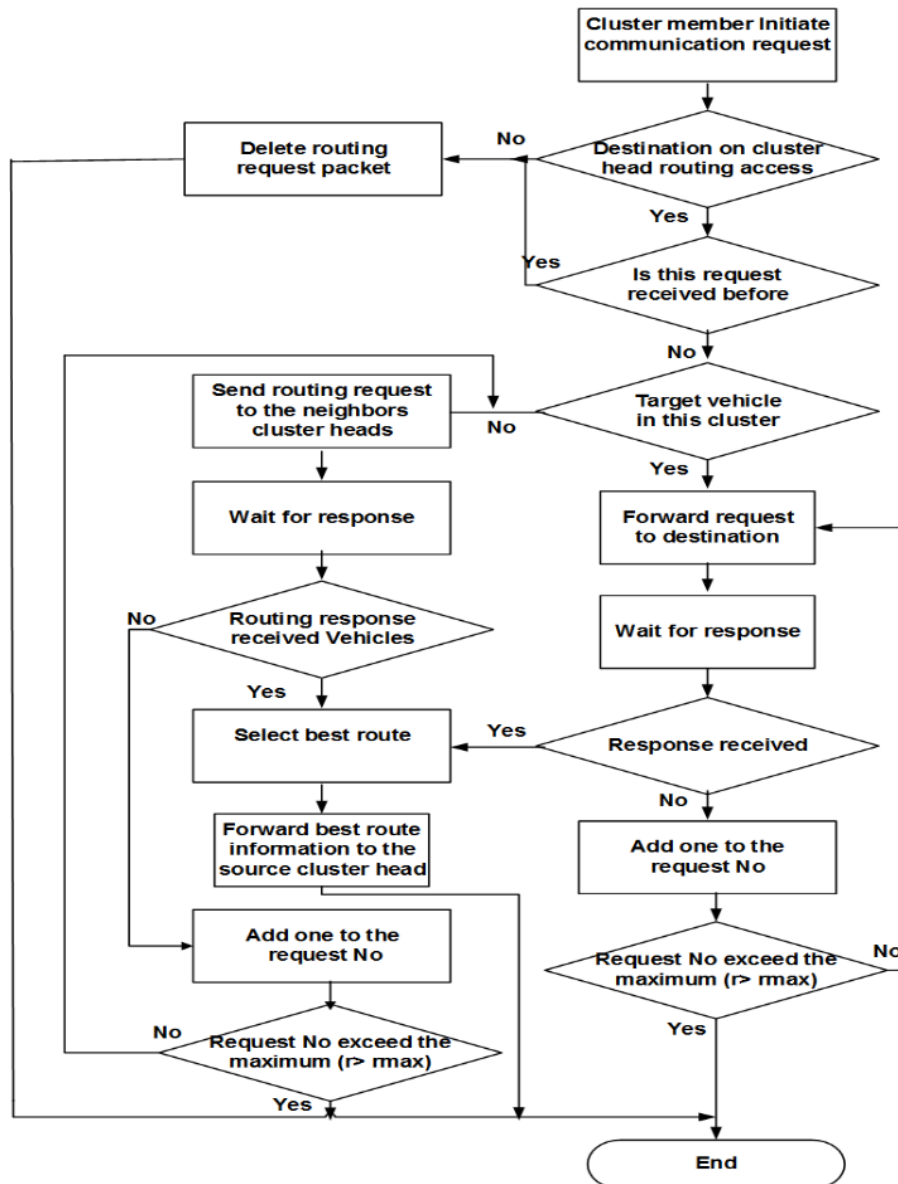 Cluster member Initiate
communication request
No
Delete routing
request packet
Destination on cluster
head routing access
Yes
Yes
Is this request
received before
No
Send routing request
to the neighbors
cluster heads
No
Target vehicle
in this cluster
Yes
Wait for response
Forward request
to destination
No
Routing response
received Vehicles
Wait for response
Yes
Select best route
Yes
Response received
No
Forward best route
information to the
source cluster head
Add one to the
request No
Add one to the
request No
Request No exceed the
maximum (r> rmax)
No
No
Request No exceed the
maximum (r> rmax)
Yes
Yes
End